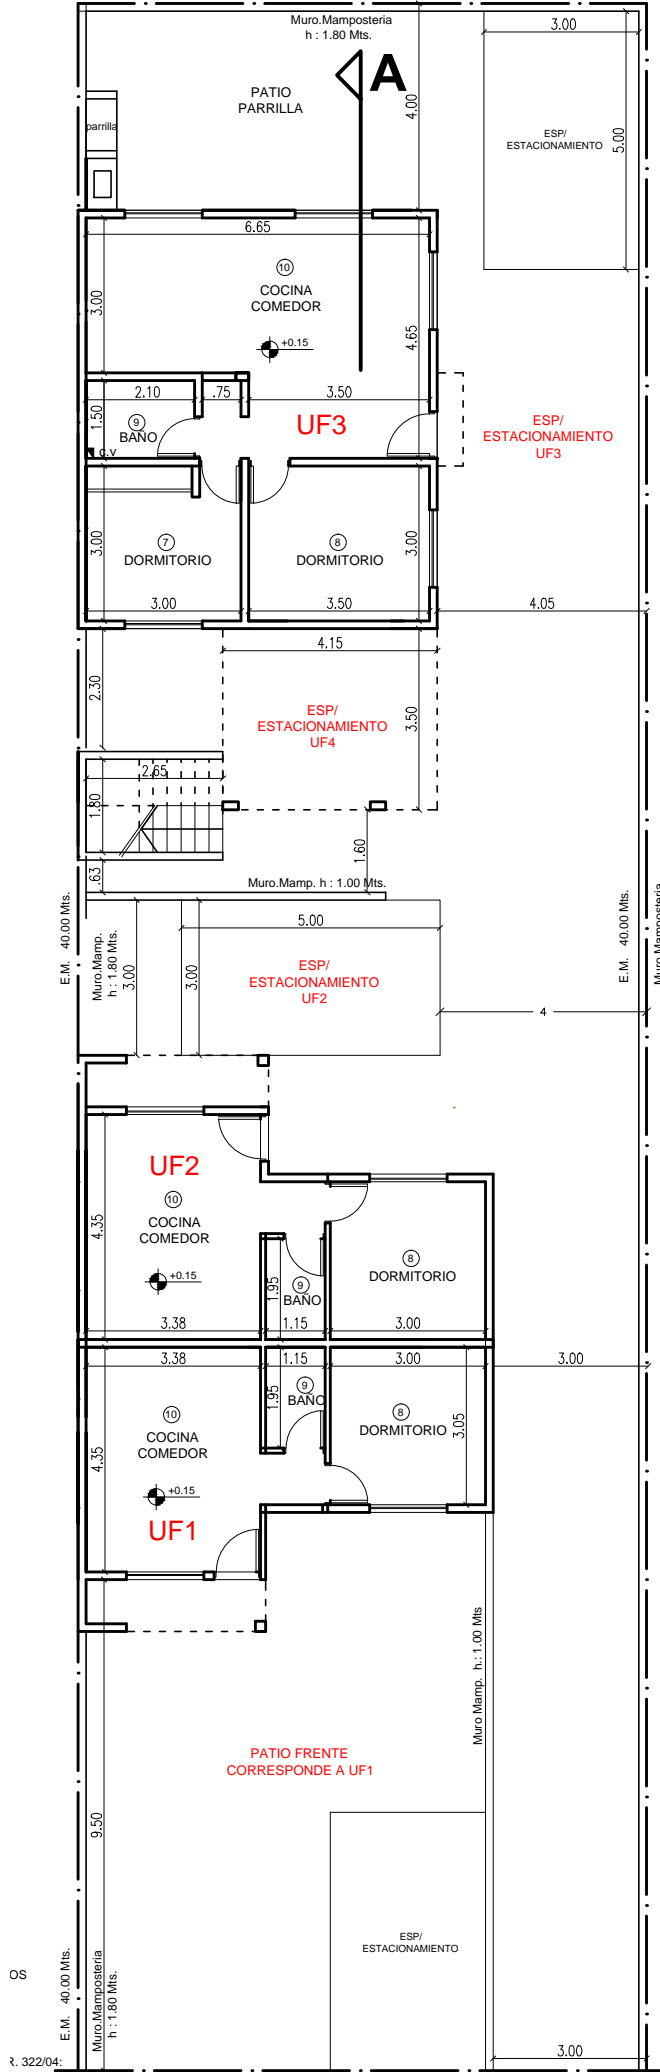 Muro.Mamposteria
h : 1.80 Mts.
3.00
A
PATIO
PARRILLA
4.00
parrilla
ESP/
ESTACIONAMIENTO
5.00
6.65
10
COCINA
COMEDOR
3.00
+0.15
4.65
2.10
.75
3.50
1.50
9
BAÑO
UF3
c.v
ESP/
ESTACIONAMIENTO
UF3
3.00
7
DORMITORIO
8
DORMITORIO
3.00
3.00
3.50
4.05
4.15
2.30
ESP/
ESTACIONAMIENTO
UF4
3.50
2.65
1.80
1.60
.63
Muro.Mamp. h : 1.00 Mts.
E.M. 40.00 Mts.
Muro.Mamp.
h : 1.80 Mts.
3.00
3.00
5.00
ESP/
ESTACIONAMIENTO
UF2
E.M. 40.00 Mts.
Muro.Mamposteria
4
UF2
10
COCINA
COMEDOR
4.35
+0.15
8
DORMITORIO
9
BAÑO
1.95
3.38
1.15
3.00
3.38
1.15
3.00
3.00
1.95
9
BAÑO
8
DORMITORIO
3.05
10
COCINA
COMEDOR
4.35
+0.15
UF1
Muro Mamp. h.: 1.00 Mts
PATIO FRENTE
CORRESPONDE A UF1
9.50
ESP/
ESTACIONAMIENTO
E.M. 40.00 Mts.
Muro.Mamposteria
h : 1.80 Mts.
OS
3.00
R. 322/04: